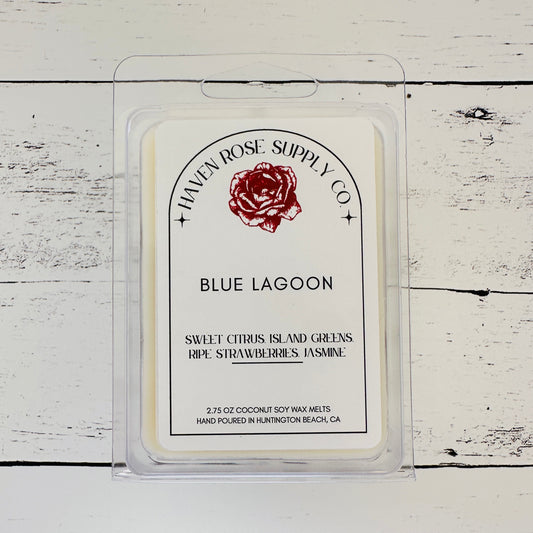 HAVEN ROSE SUPPLY CO.
BLUE LAGOON
SWEET CITRUS, ISLAND GREENS,
RIPE STRAWBERRIES, JASMINE
2.75 OZ COCONUT SOY WAX MELTS
HAND POURED IN HUNTINGTON BEACH, CA